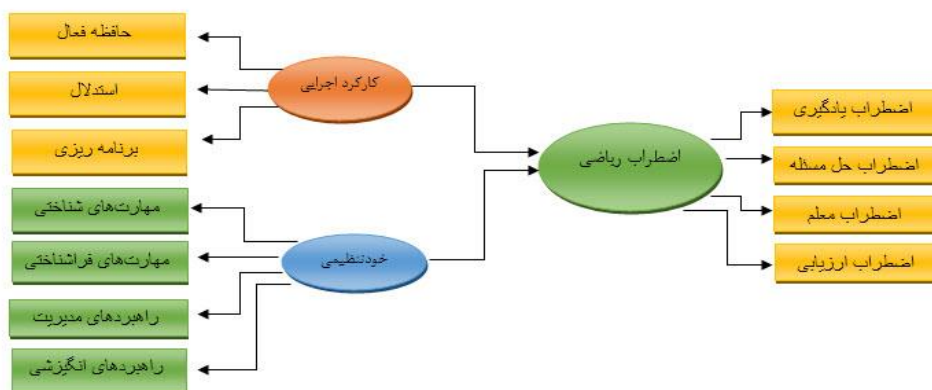 حافظه فعال
استدلال
برنامه ریزی
کارکرد اجرایی
مهارت‌های شناختی
مهارت‌های فراشناختی
راهبردهای مدیریت
راهبردهای انگیزشی
خودتنظیمی
اضطراب ریاضی
اضطراب یادگیری
اضطراب حل مسئله
اضطراب معلم
اضطراب ارزیابی